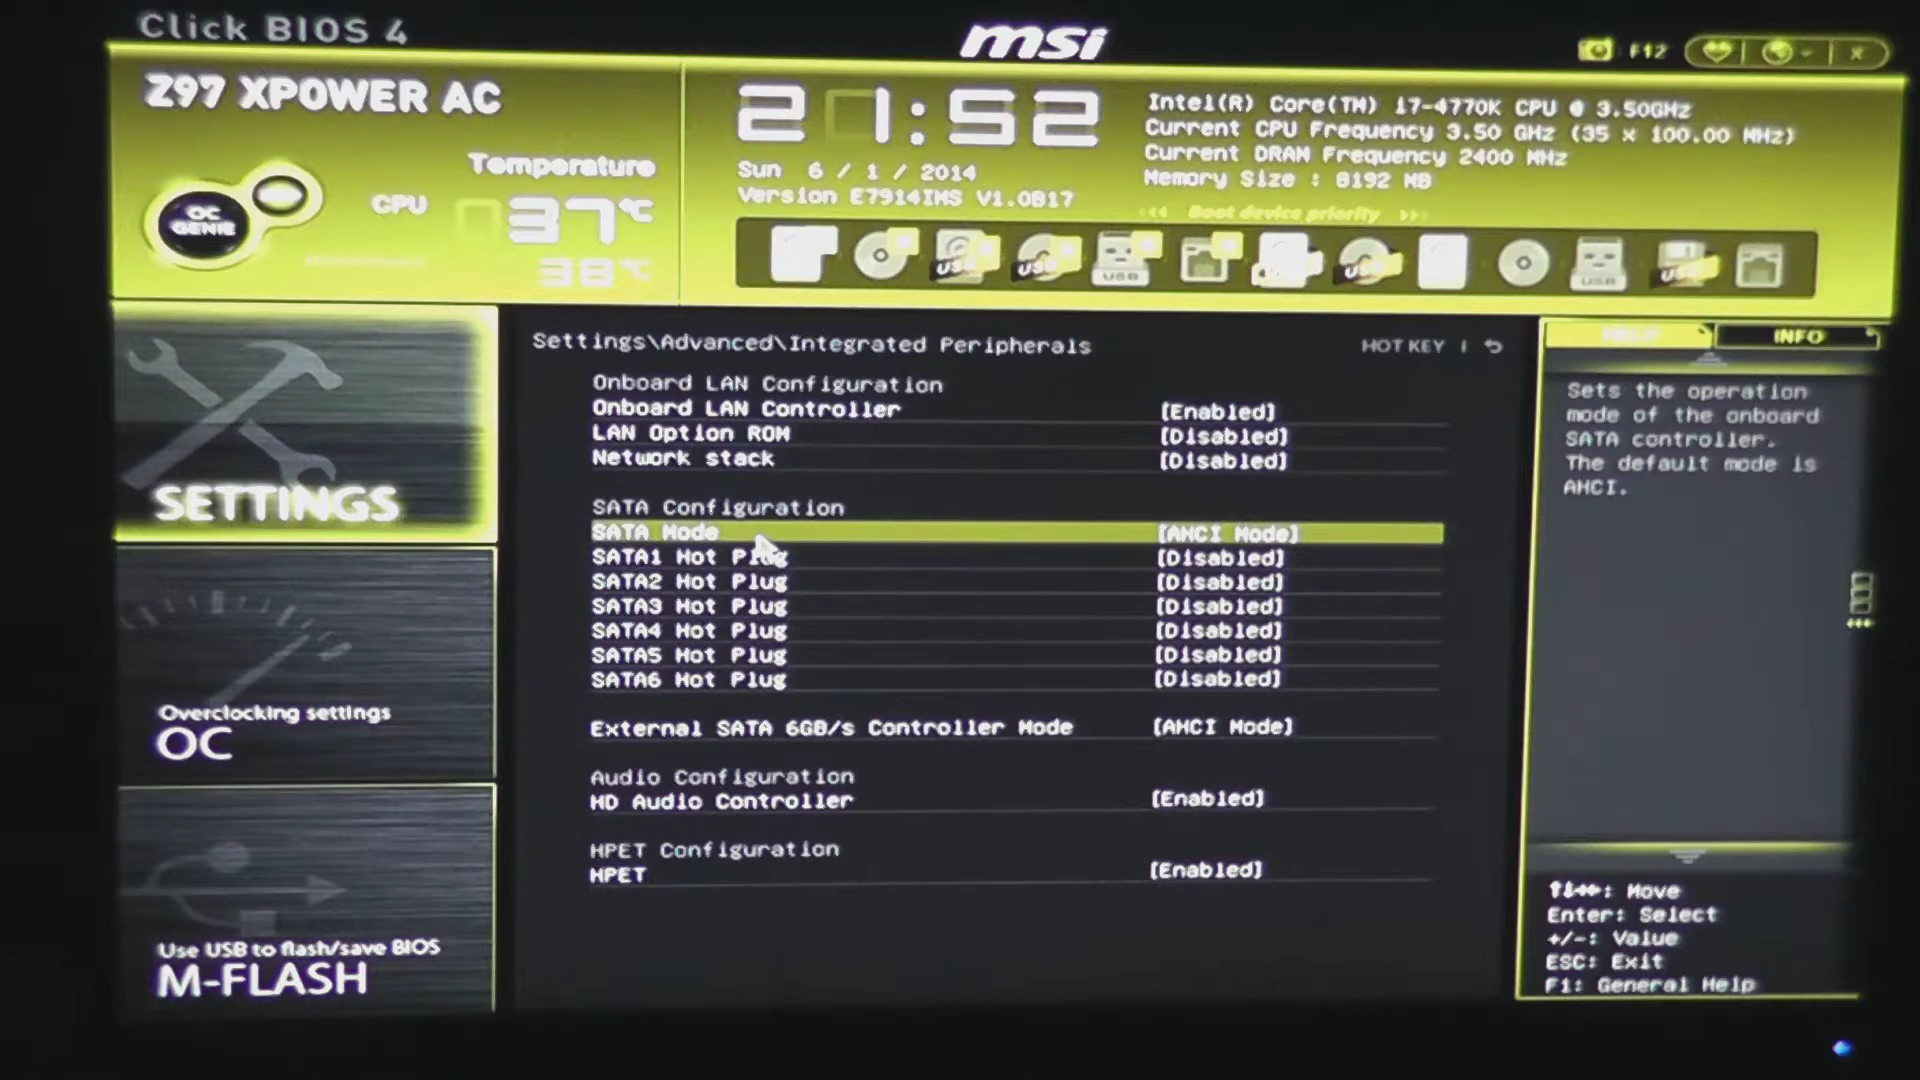 Click BIOS 4
msi
F12
Z97 XPOWER AC
OC GENIE
Temperature
CPU 37°C
38°C
21:52
Sun 6 / 1 / 2014
Version E7914IMS V1.0B17
Intel(R) Core(TM) i7-4770K CPU @ 3.50GHz
Current CPU Frequency 3.50 GHz (35 x 100.00 MHz)
Current DRAM Frequency 2400 MHz
Memory Size : 8192 MB
Boot device priority
USB USB USB USB USB USB
SETTINGS
Overclocking settings
OC
Use USB to flash/save BIOS
M-FLASH
Settings\Advanced\Integrated Peripherals
HOT KEY
Onboard LAN Configuration
Onboard LAN Controller [Enabled]
LAN Option ROM [Disabled]
Network stack [Disabled]
SATA Configuration
SATA Mode [AHCI Mode]
SATA1 Hot Plug [Disabled]
SATA2 Hot Plug [Disabled]
SATA3 Hot Plug [Disabled]
SATA4 Hot Plug [Disabled]
SATA5 Hot Plug [Disabled]
SATA6 Hot Plug [Disabled]
External SATA 6GB/s Controller Mode [AHCI Mode]
Audio Configuration
HD Audio Controller [Enabled]
HPET Configuration
HPET [Enabled]
INFO
Sets the operation
mode of the onboard
SATA controller.
The default mode is
AHCI.
↑↓←→: Move
Enter: Select
+/-: Value
ESC: Exit
F1: General Help